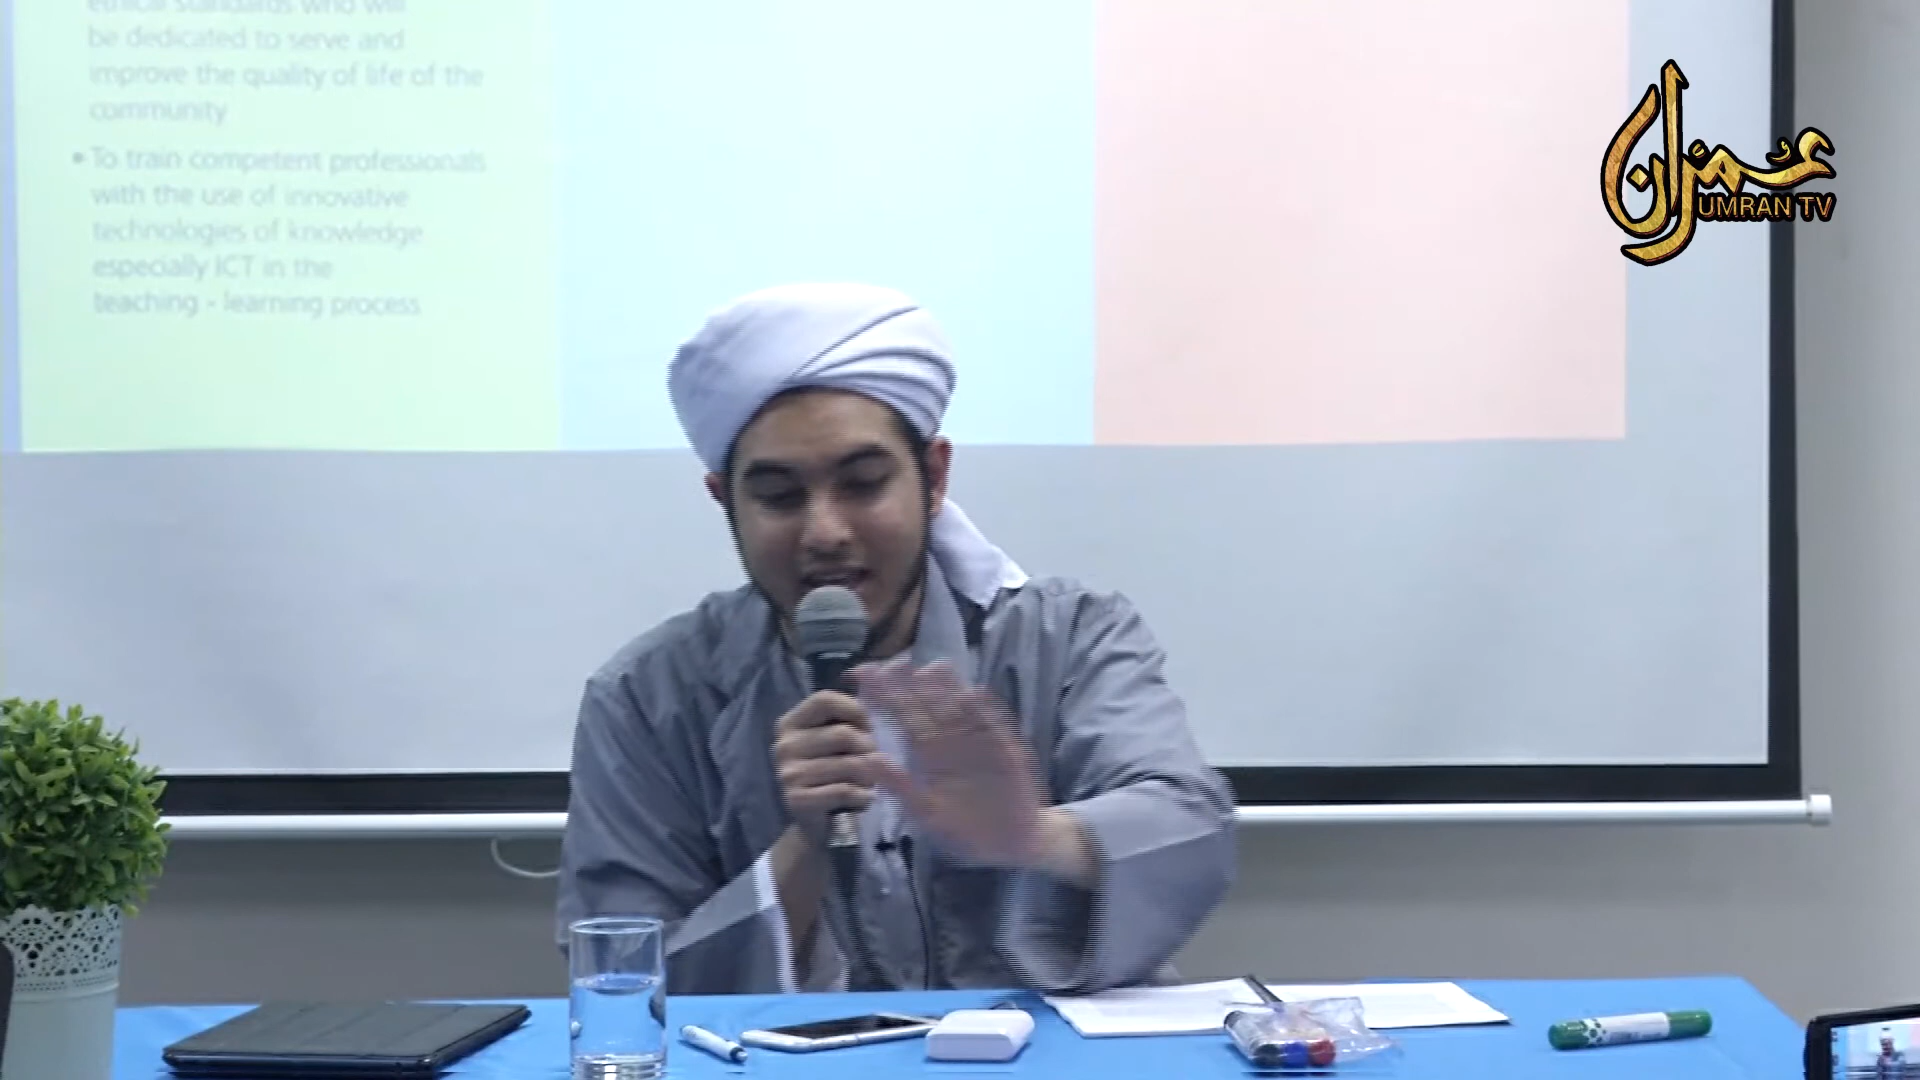 ethical standards who will
be dedicated to serve and
improve the quality of life of the
community
• To train competent professionals
with the use of innovative
technologies of knowledge
especially ICT in the
teaching - learning process
عُمْرَان
UMRAN TV